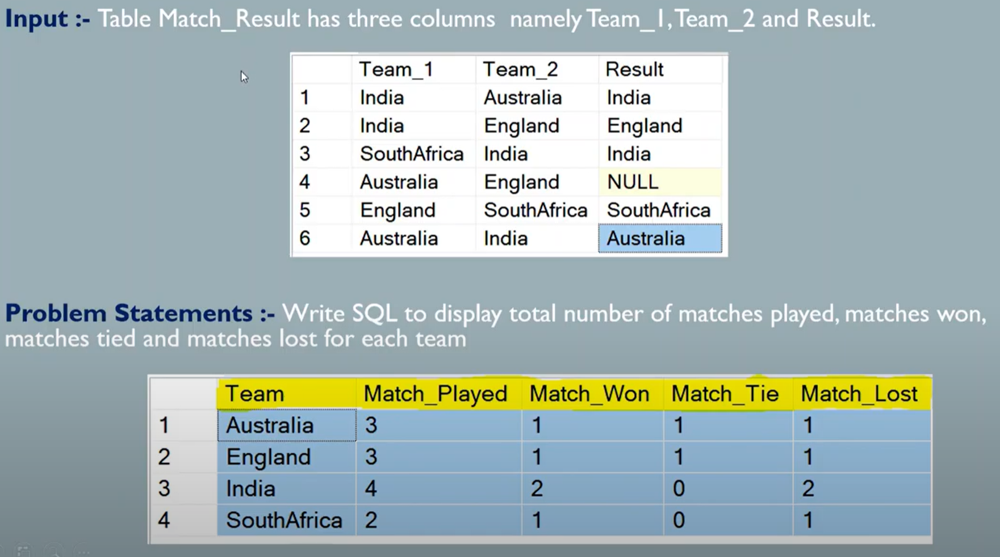 Input :- Table Match_Result has three columns namely Team_1, Team_2 and Result.
Team_1 Team_2 Result
1 India Australia India
2 India England England
3 SouthAfrica India India
4 Australia England NULL
5 England SouthAfrica SouthAfrica
6 Australia India Australia
Problem Statements :- Write SQL to display total number of matches played, matches won,
matches tied and matches lost for each team
Team Match_Played Match_Won Match_Tie Match_Lost
1 Australia 3 1 1 1
2 England 3 1 1 1
3 India 4 2 0 2
4 SouthAfrica 2 1 0 1